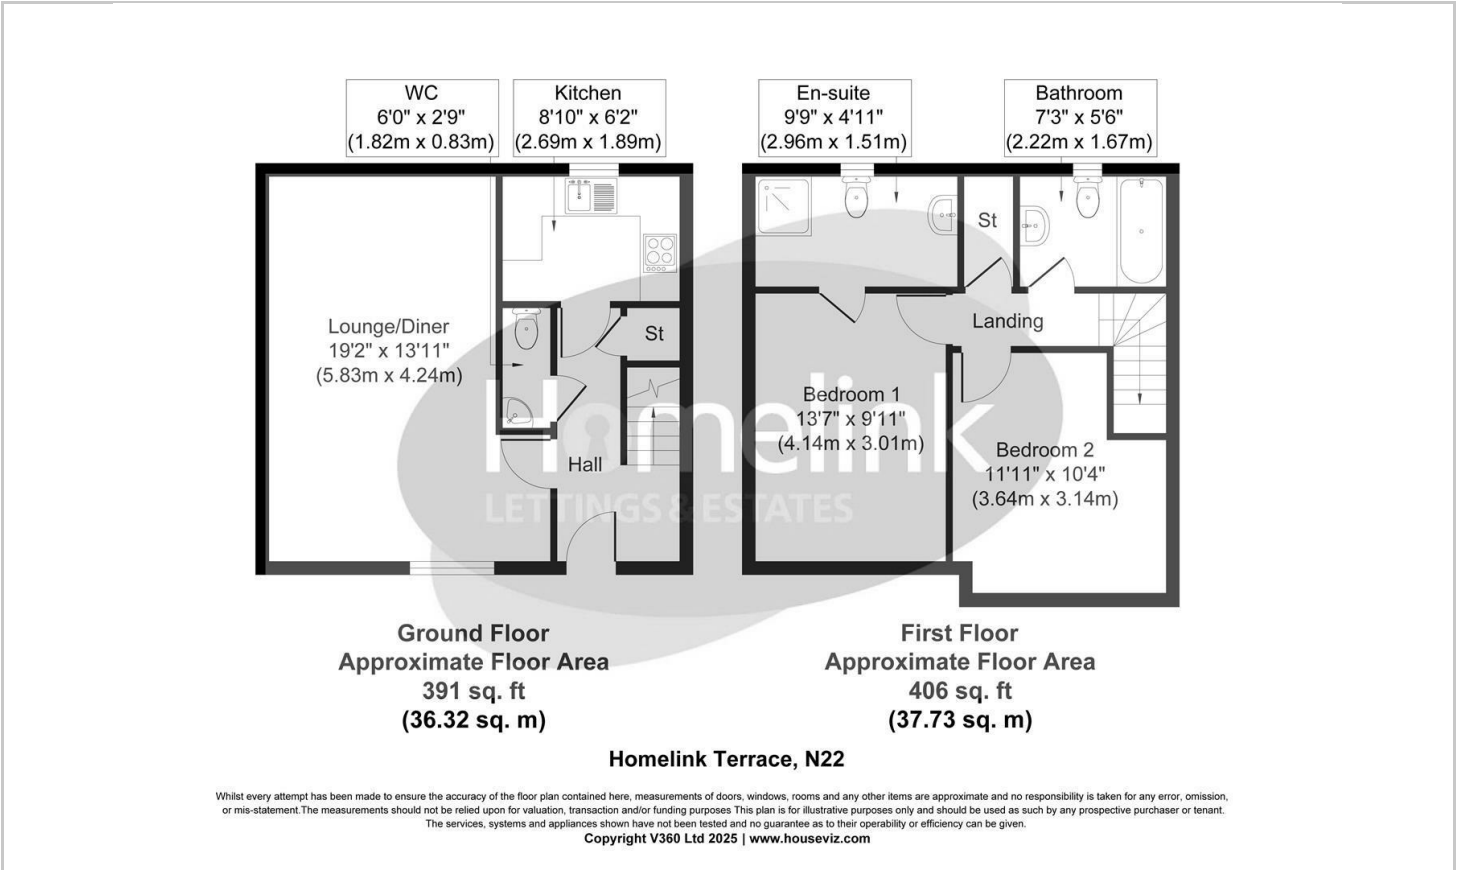 WC
6'0" x 2'9"
(1.82m x 0.83m)
Kitchen
8'10" x 6'2"
(2.69m x 1.89m)
En-suite
9'9" x 4'11"
(2.96m x 1.51m)
Bathroom
7'3" x 5'6"
(2.22m x 1.67m)
Lounge/Diner
19'2" x 13'11"
(5.83m x 4.24m)
St
Hall
St
Landing
Bedroom 1
13'7" x 9'11"
(4.14m x 3.01m)
Bedroom 2
11'11" x 10'4"
(3.64m x 3.14m)
Homelink
LETTINGS & ESTATES
Ground Floor
Approximate Floor Area
391 sq. ft
(36.32 sq. m)
First Floor
Approximate Floor Area
406 sq. ft
(37.73 sq. m)
Homelink Terrace, N22
Whilst every attempt has been made to ensure the accuracy of the floor plan contained here, measurements of doors, windows, rooms and any other items are approximate and no responsibility is taken for any error, omission,
or mis-statement.The measurements should not be relied upon for valuation, transaction and/or funding purposes This plan is for illustrative purposes only and should be used as such by any prospective purchaser or tenant.
The services, systems and appliances shown have not been tested and no guarantee as to their operability or efficiency can be given.
Copyright V360 Ltd 2025 | www.houseviz.com